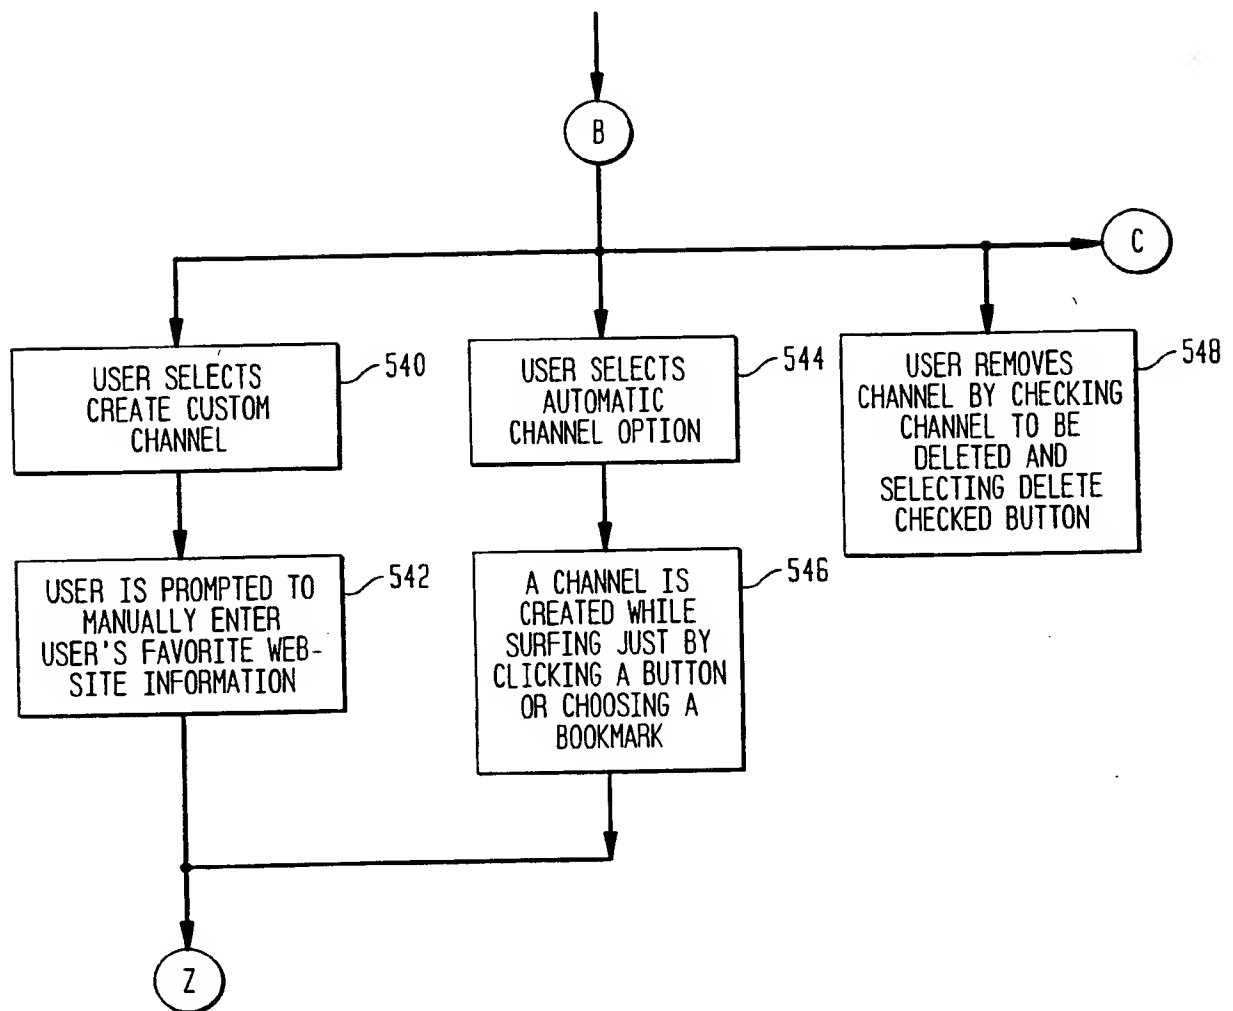 B
C
USER SELECTS
CREATE CUSTOM
CHANNEL
540
USER SELECTS
AUTOMATIC
CHANNEL OPTION
544
USER REMOVES
CHANNEL BY CHECKING
CHANNEL TO BE
DELETED AND
SELECTING DELETE
CHECKED BUTTON
548
USER IS PROMPTED TO
MANUALLY ENTER
USER'S FAVORITE WEB-
SITE INFORMATION
542
A CHANNEL IS
CREATED WHILE
SURFING JUST BY
CLICKING A BUTTON
OR CHOOSING A
BOOKMARK
546
Z